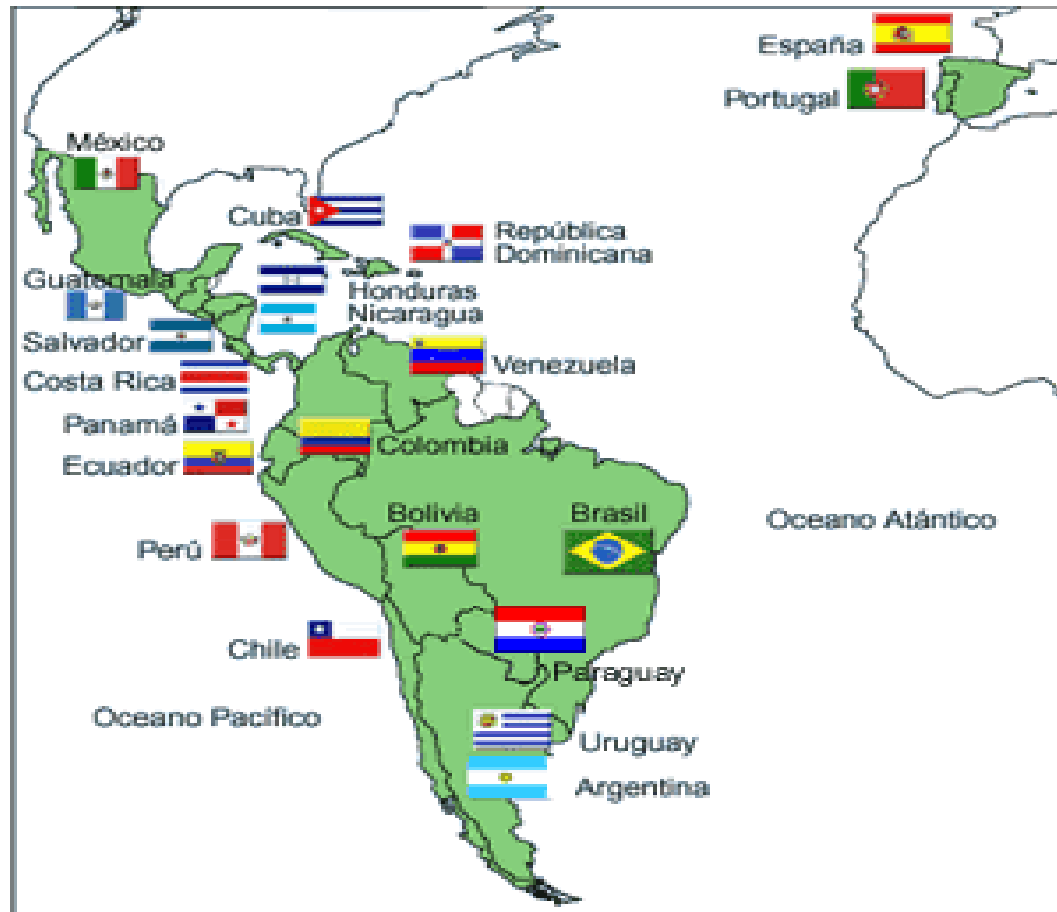 España
Portugal
México
Cuba
República
Dominicana
Guatemala
Honduras
Nicaragua
Salvador
Venezuela
Costa Rica
Panamá
Colombia
Ecuador
Bolivia
Brasil
Oceano Atántico
Perú
Chile
Paraguay
Oceano Pacífico
Uruguay
Argentina